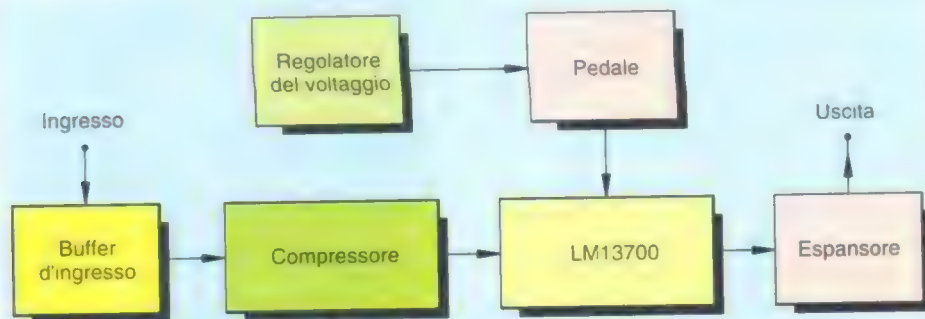 Regolatore
del voltaggio
Pedale
Ingresso
Uscita
Buffer
d'ingresso
Compressore
LM13700
Espansore